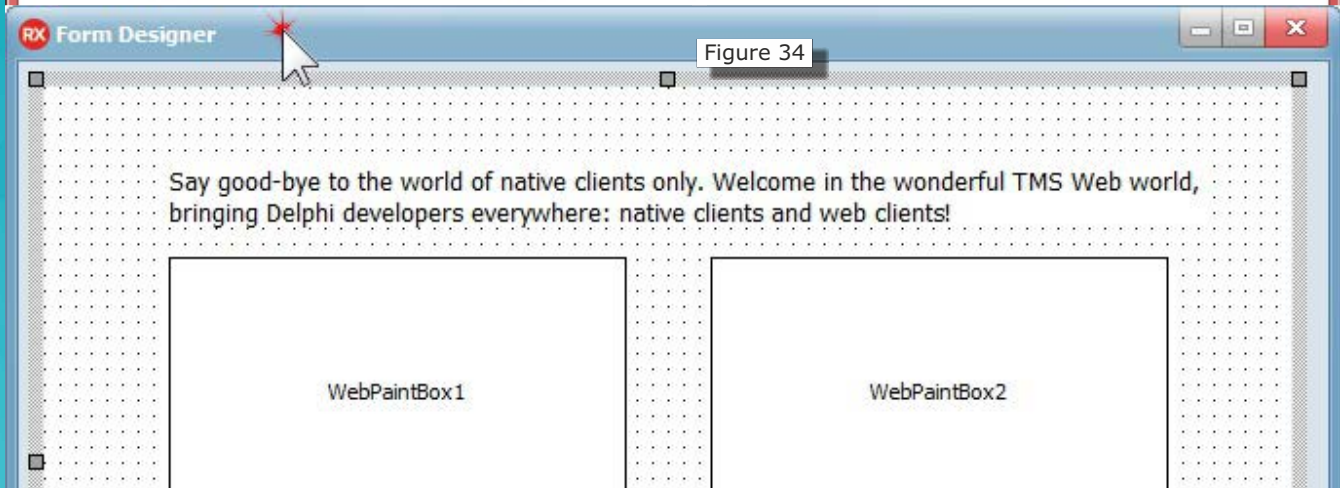 RX Form Designer
Figure 34
Say good-bye to the world of native clients only. Welcome in the wonderful TMS Web world,
bringing Delphi developers everywhere: native clients and web clients!
WebPaintBox1
WebPaintBox2